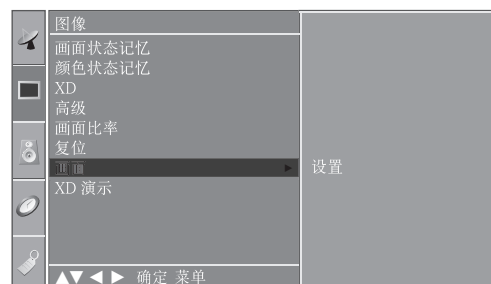 图像
画面状态记忆
颜色状态记忆
XD
高级
画面比率
复位
设置
XD 演示
确定 菜单